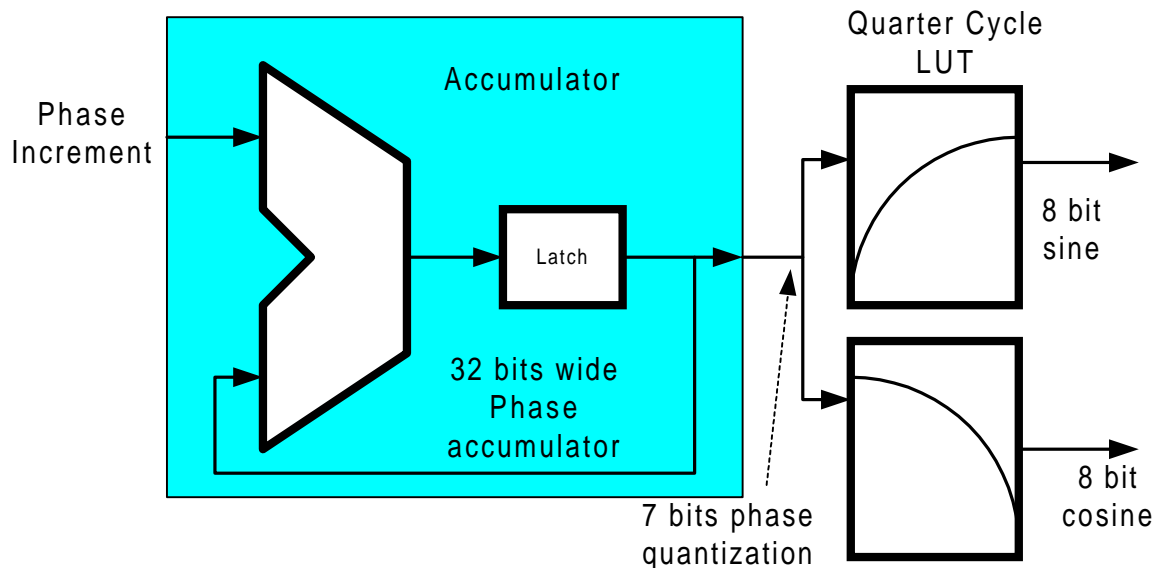 Quarter Cycle
LUT
Accumulator
Phase
Increment
Latch
8 bit
sine
32 bits wide
Phase
accumulator
7 bits phase
quantization
8 bit
cosine